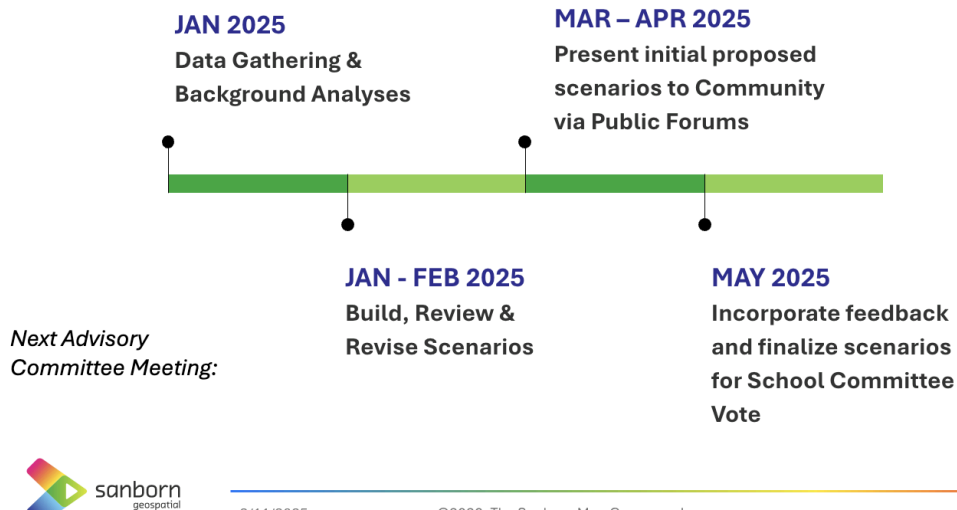 JAN 2025
Data Gathering &
Background Analyses
MAR – APR 2025
Present initial proposed
scenarios to Community
via Public Forums
JAN - FEB 2025
Build, Review &
Revise Scenarios
MAY 2025
Incorporate feedback
and finalize scenarios
for School Committee
Vote
Next Advisory
Committee Meeting:
sanborn
geospatial